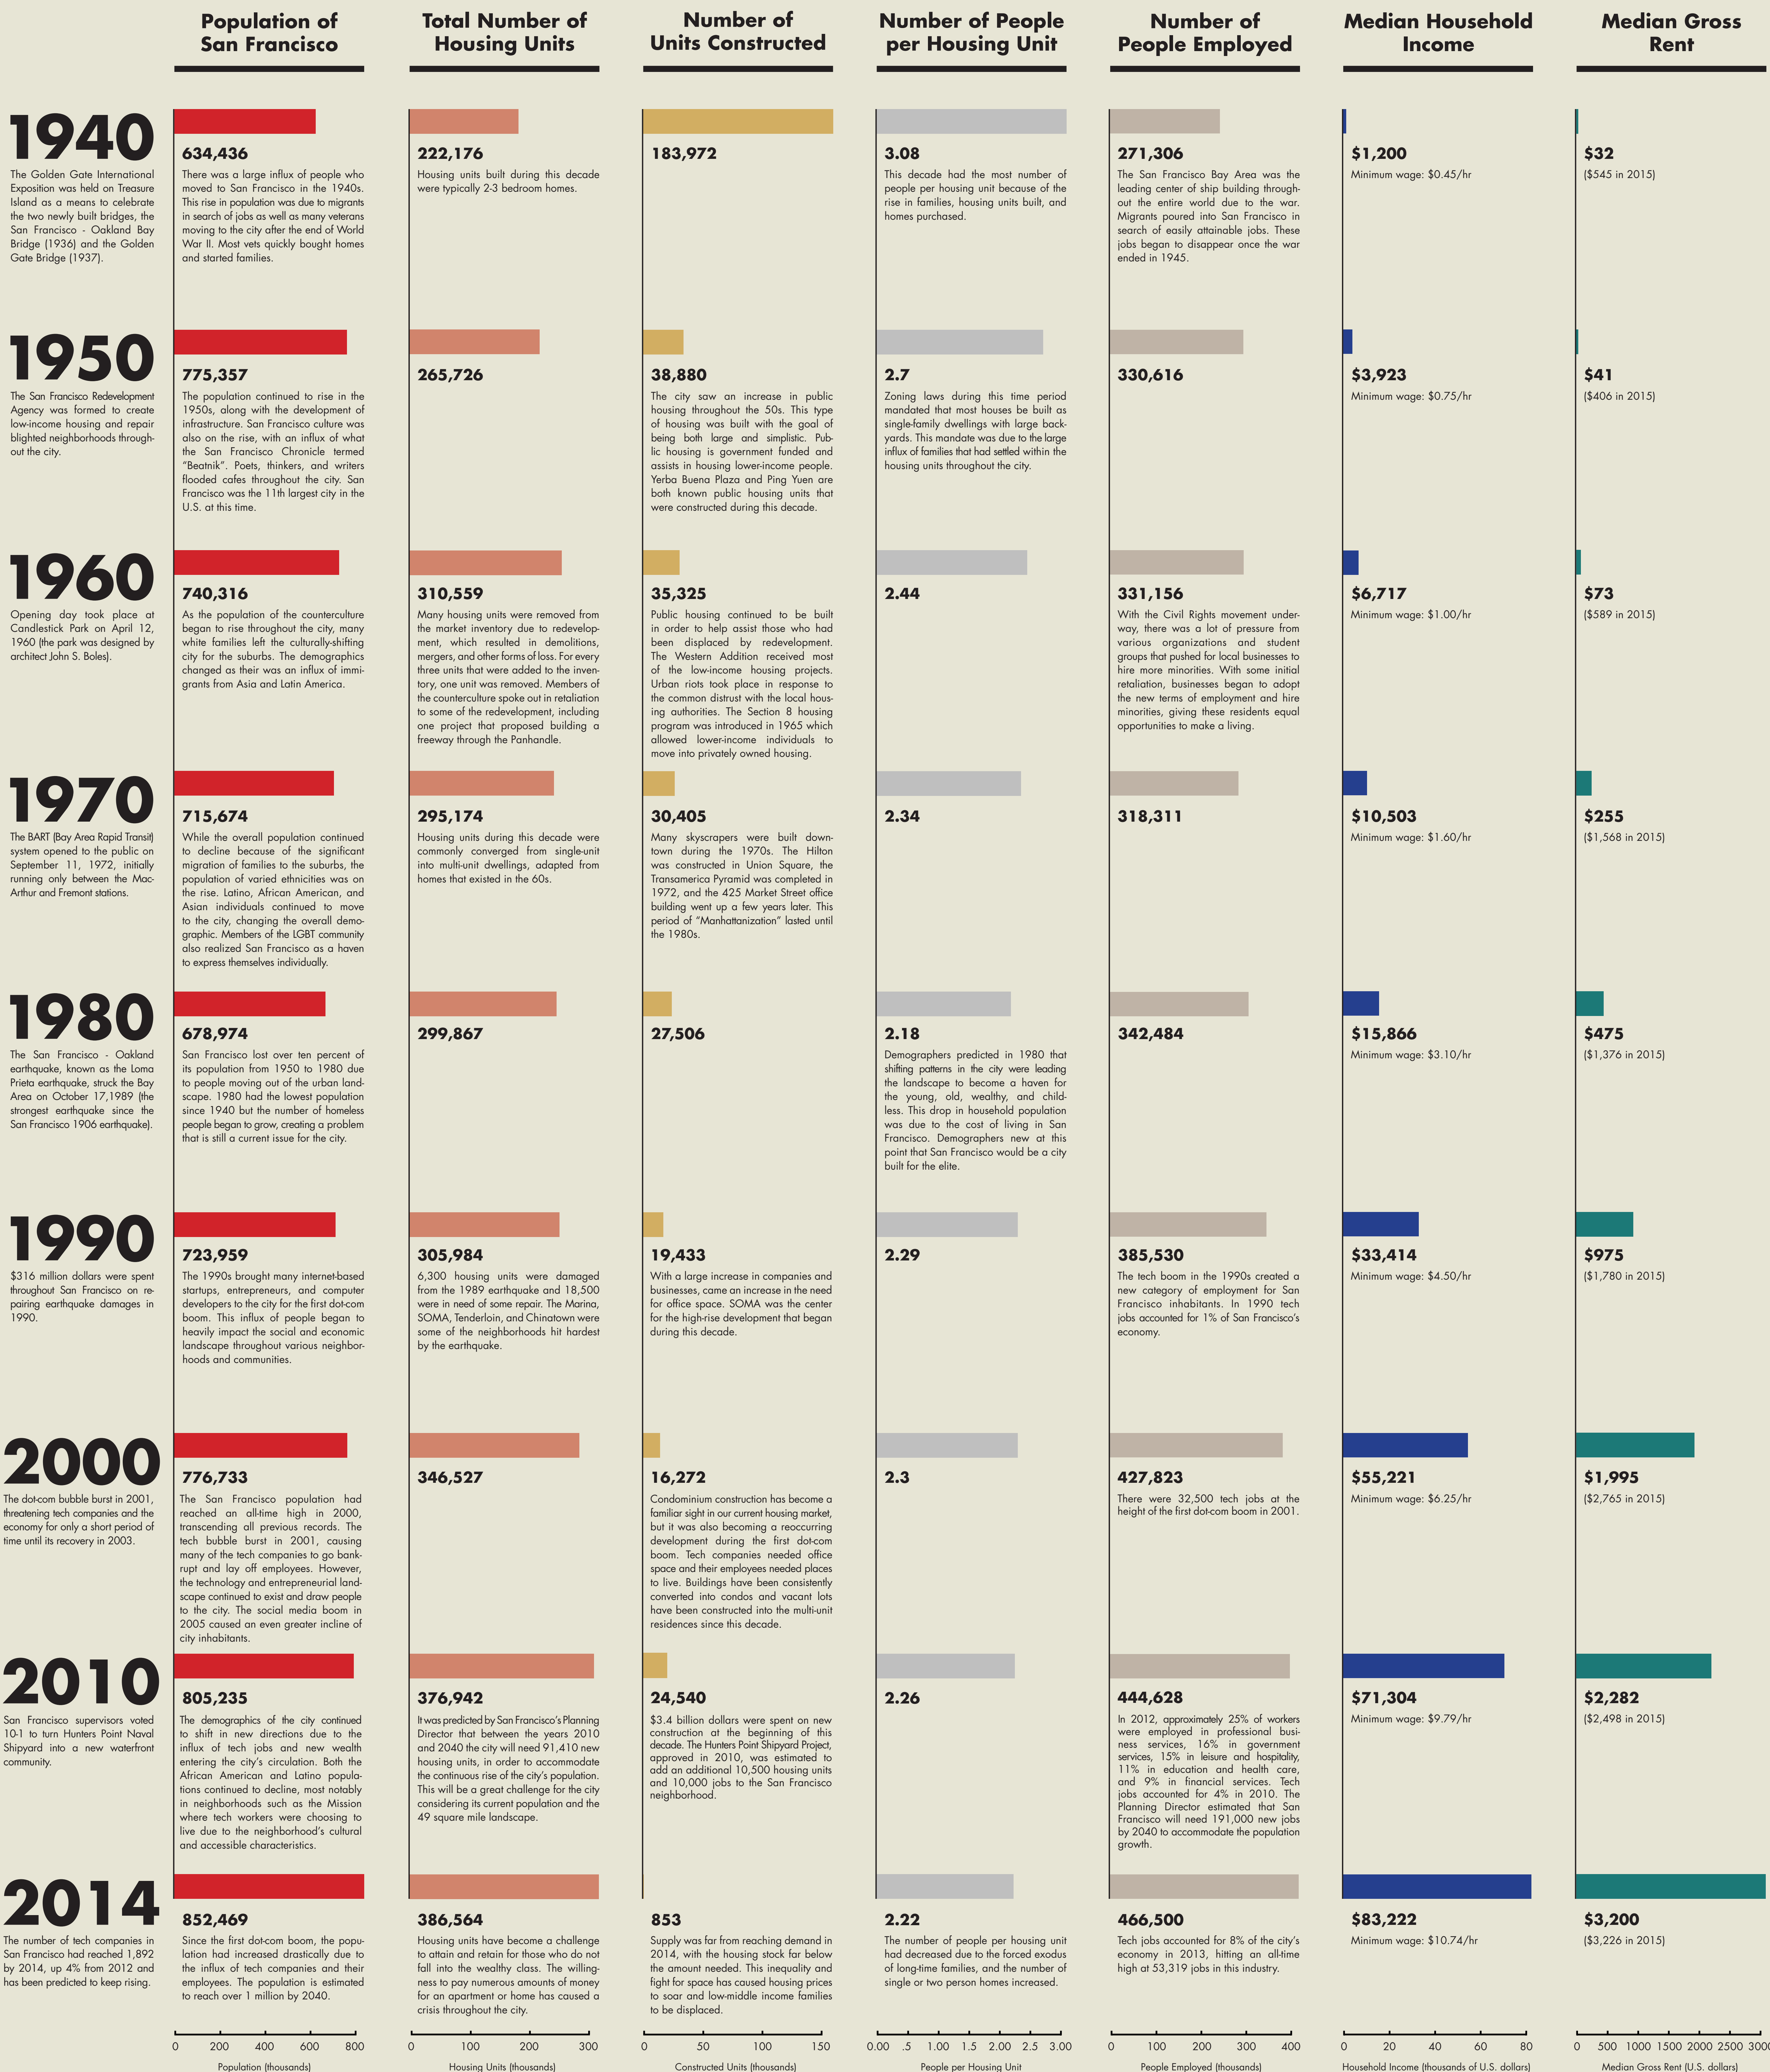 Population of
San Francisco
Total Number of
Housing Units
Number of
Units Constructed
Number of People
per Housing Unit
Number of
People Employed
Median Household
Income
Median Gross
Rent
1940
The Golden Gate International
Exposition was held on Treasure
Island as a means to celebrate
the two newly built bridges, the
San Francisco - Oakland Bay
Bridge (1936) and the Golden
Gate Bridge (1937).
634,436
There was a large influx of people who
moved to San Francisco in the 1940s.
This rise in population was due to migrants
in search of jobs as well as many veterans
moving to the city after the end of World
War II. Most vets quickly bought homes
and started families.
222,176
Housing units built during this decade
were typically 2-3 bedroom homes.
183,972
3.08
This decade had the most number of
people per housing unit because of the
rise in families, housing units built, and
homes purchased.
271,306
The San Francisco Bay Area was the
leading center of ship building through-
out the entire world due to the war.
Migrants poured into San Francisco in
search of easily attainable jobs. These
jobs began to disappear once the war
ended in 1945.
$1,200
Minimum wage: $0.45/hr
$32
($545 in 2015)
1950
The San Francisco Redevelopment
Agency was formed to create
low-income housing and repair
blighted neighborhoods through-
out the city.
775,357
The population continued to rise in the
1950s, along with the development of
infrastructure. San Francisco culture was
also on the rise, with an influx of what
the San Francisco Chronicle termed
"Beatnik". Poets, thinkers, and writers
flooded cafes throughout the city. San
Francisco was the 11th largest city in the
U.S. at this time.
265,726
38,880
The city saw an increase in public
housing throughout the 50s. This type
of housing was built with the goal of
being both large and simplistic. Pub-
lic housing is government funded and
assists in housing lower-income people.
Yerba Buena Plaza and Ping Yuen are
both known public housing units that
were constructed during this decade.
2.7
Zoning laws during this time period
mandated that most houses be built as
single-family dwellings with large back-
yards. This mandate was due to the large
influx of families that had settled within the
housing units throughout the city.
330,616
$3,923
Minimum wage: $0.75/hr
$41
($406 in 2015)
1960
Opening day took place at
Candlestick Park on April 12,
1960 (the park was designed by
architect John S. Boles).
740,316
As the population of the counterculture
began to rise throughout the city, many
white families left the culturally-shifting
city for the suburbs. The demographics
changed as their was an influx of immi-
grants from Asia and Latin America.
310,559
Many housing units were removed from
the market inventory due to redevelop-
ment, which resulted in demolitions,
mergers, and other forms of loss. For every
three units that were added to the inven-
tory, one unit was removed. Members of
the counterculture spoke out in retaliation
to some of the redevelopment, including
one project that proposed building a
freeway through the Panhandle.
35,325
Public housing continued to be built
in order to help assist those who had
been displaced by redevelopment.
The Western Addition received most
of the low-income housing projects.
Urban riots took place in response to
the common distrust with the local hous-
ing authorities. The Section 8 housing
program was introduced in 1965 which
allowed lower-income individuals to
move into privately owned housing.
2.44
331,156
With the Civil Rights movement under-
way, there was a lot of pressure from
various organizations and student
groups that pushed for local businesses to
hire more minorities. With some initial
retaliation, businesses began to adopt
the new terms of employment and hire
minorities, giving these residents equal
opportunities to make a living.
$6,717
Minimum wage: $1.00/hr
$73
($589 in 2015)
1970
The BART (Bay Area Rapid Transit)
system opened to the public on
September 11, 1972, initially
running only between the Mac-
Arthur and Fremont stations.
715,674
While the overall population continued
to decline because of the significant
migration of families to the suburbs, the
population of varied ethnicities was on
the rise. Latino, African American, and
Asian individuals continued to move
to the city, changing the overall demo-
graphic. Members of the LGBT community
also realized San Francisco as a haven
to express themselves individually.
295,174
Housing units during this decade were
commonly converged from single-unit
into multi-unit dwellings, adapted from
homes that existed in the 60s.
30,405
Many skyscrapers were built down-
town during the 1970s. The Hilton
was constructed in Union Square, the
Transamerica Pyramid was completed in
1972, and the 425 Market Street office
building went up a few years later. This
period of "Manhattanization" lasted until
the 1980s.
2.34
318,311
$10,503
Minimum wage: $1.60/hr
$255
($1,568 in 2015)
1980
The San Francisco - Oakland
earthquake, known as the Loma
Prieta earthquake, struck the Bay
Area on October 17,1989 (the
strongest earthquake since the
San Francisco 1906 earthquake).
678,974
San Francisco lost over ten percent of
its population from 1950 to 1980 due
to people moving out of the urban land-
scape. 1980 had the lowest population
since 1940 but the number of homeless
people began to grow, creating a problem
that is still a current issue for the city.
299,867
27,506
2.18
Demographers predicted in 1980 that
shifting patterns in the city were leading
the landscape to become a haven for
the young, old, wealthy, and child-
less. This drop in household population
was due to the cost of living in San
Francisco. Demographers new at this
point that San Francisco would be a city
built for the elite.
342,484
$15,866
Minimum wage: $3.10/hr
$475
($1,376 in 2015)
1990
$316 million dollars were spent
throughout San Francisco on re-
pairing earthquake damages in
1990.
723,959
The 1990s brought many internet-based
startups, entrepreneurs, and computer
developers to the city for the first dot-com
boom. This influx of people began to
heavily impact the social and economic
landscape throughout various neighbor-
hoods and communities.
305,984
6,300 housing units were damaged
from the 1989 earthquake and 18,500
were in need of some repair. The Marina,
SOMA, Tenderloin, and Chinatown were
some of the neighborhoods hit hardest
by the earthquake.
19,433
With a large increase in companies and
businesses, came an increase in the need
for office space. SOMA was the center
for the high-rise development that began
during this decade.
2.29
385,530
The tech boom in the 1990s created a
new category of employment for San
Francisco inhabitants. In 1990 tech
jobs accounted for 1% of San Francisco's
economy.
$33,414
Minimum wage: $4.50/hr
$975
($1,780 in 2015)
2000
The dot-com bubble burst in 2001,
threatening tech companies and the
economy for only a short period of
time until its recovery in 2003.
776,733
The San Francisco population had
reached an all-time high in 2000,
transcending all previous records. The
tech bubble burst in 2001, causing
many of the tech companies to go bank-
rupt and lay off employees. However,
the technology and entrepreneurial land-
scape continued to exist and draw people
to the city. The social media boom in
2005 caused an even greater incline of
city inhabitants.
346,527
16,272
Condominium construction has become a
familiar sight in our current housing market,
but it was also becoming a reoccurring
development during the first dot-com
boom. Tech companies needed office
space and their employees needed places
to live. Buildings have been consistently
converted into condos and vacant lots
have been constructed into the multi-unit
residences since this decade.
2.3
427,823
There were 32,500 tech jobs at the
height of the first dot-com boom in 2001.
$55,221
Minimum wage: $6.25/hr
$1,995
($2,765 in 2015)
2010
San Francisco supervisors voted
10-1 to turn Hunters Point Naval
Shipyard into a new waterfront
community.
805,235
The demographics of the city continued
to shift in new directions due to the
influx of tech jobs and new wealth
entering the city's circulation. Both the
African American and Latino popula-
tions continued to decline, most notably
in neighborhoods such as the Mission
where tech workers were choosing to
live due to the neighborhood's cultural
and accessible characteristics.
376,942
It was predicted by San Francisco's Planning
Director that between the years 2010
and 2040 the city will need 91,410 new
housing units, in order to accommodate
the continuous rise of the city's population.
This will be a great challenge for the city
considering its current population and the
49 square mile landscape.
24,540
$3.4 billion dollars were spent on new
construction at the beginning of this
decade. The Hunters Point Shipyard Project,
approved in 2010, was estimated to
add an additional 10,500 housing units
and 10,000 jobs to the San Francisco
neighborhood.
2.26
444,628
In 2012, approximately 25% of workers
were employed in professional busi-
ness services, 16% in government
services, 15% in leisure and hospitality,
11% in education and health care,
and 9% in financial services. Tech
jobs accounted for 4% in 2010. The
Planning Director estimated that San
Francisco will need 191,000 new jobs
by 2040 to accommodate the population
growth.
$71,304
Minimum wage: $9.79/hr
$2,282
($2,498 in 2015)
2014
The number of tech companies in
San Francisco had reached 1,892
by 2014, up 4% from 2012 and
has been predicted to keep rising.
852,469
Since the first dot-com boom, the popu-
lation had increased drastically due to
the influx of tech companies and their
employees. The population is estimated
to reach over 1 million by 2040.
386,564
Housing units have become a challenge
to attain and retain for those who do not
fall into the wealthy class. The willing-
ness to pay numerous amounts of money
for an apartment or home has caused a
crisis throughout the city.
853
Supply was far from reaching demand in
2014, with the housing stock far below
the amount needed. This inequality and
fight for space has caused housing prices
to soar and low-middle income families
to be displaced.
2.22
The number of people per housing unit
had decreased due to the forced exodus
of long-time families, and the number of
single or two person homes increased.
466,500
Tech jobs accounted for 8% of the city's
economy in 2013, hitting an all-time
high at 53,319 jobs in this industry.
$83,222
Minimum wage: $10.74/hr
$3,200
($3,226 in 2015)
0 200 400 600 800
Population (thousands)
0 100 200 300
Housing Units (thousands)
0 50 100 150
Constructed Units (thousands)
0.00 .5 1.00 1.5 2.00 2.5 3.00
People per Housing Unit
0 100 200 300 400
People Employed (thousands)
0 20 40 60 80
Household Income (thousands of U.S. dollars)
0 500 1000 1500 2000 2500 3000
Median Gross Rent (U.S. dollars)